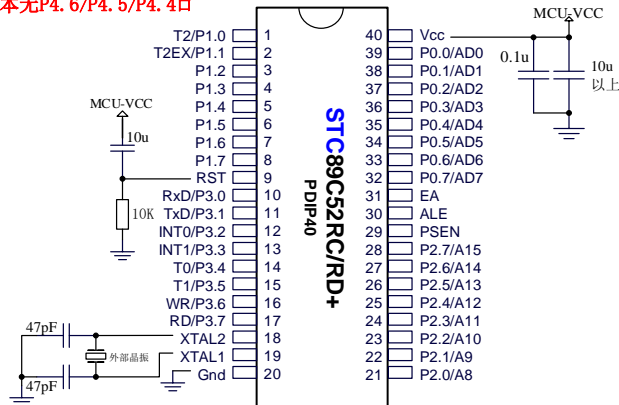 本无P4.6/P4.5/P4.4口
MCU-VCC
T2/P1.0 1 40 Vcc
T2EX/P1.1 2 39 P0.0/AD0
0.1u
10u
以上
P1.2 3 38 P0.1/AD1
P1.3 4 37 P0.2/AD2
MCU-VCC
P1.4 5 36 P0.3/AD3
P1.5 6 35 P0.4/AD4
10u
P1.6 7 34 P0.5/AD5
P1.7 8 33 P0.6/AD6
RST 9 32 P0.7/AD7
RxD/P3.0 10 31 EA
10K
TxD/P3.1 11 30 ALE
INT0/P3.2 12 29 PSEN
INT1/P3.3 13 28 P2.7/A15
T0/P3.4 14 27 P2.6/A14
T1/P3.5 15 26 P2.5/A13
WR/P3.6 16 25 P2.4/A12
RD/P3.7 17 24 P2.3/A11
47pF
XTAL2 18 23 P2.2/A10
外部晶振
XTAL1 19 22 P2.1/A9
47pF
Gnd 20 21 P2.0/A8
STC89C52RC/RD+
PDIP40